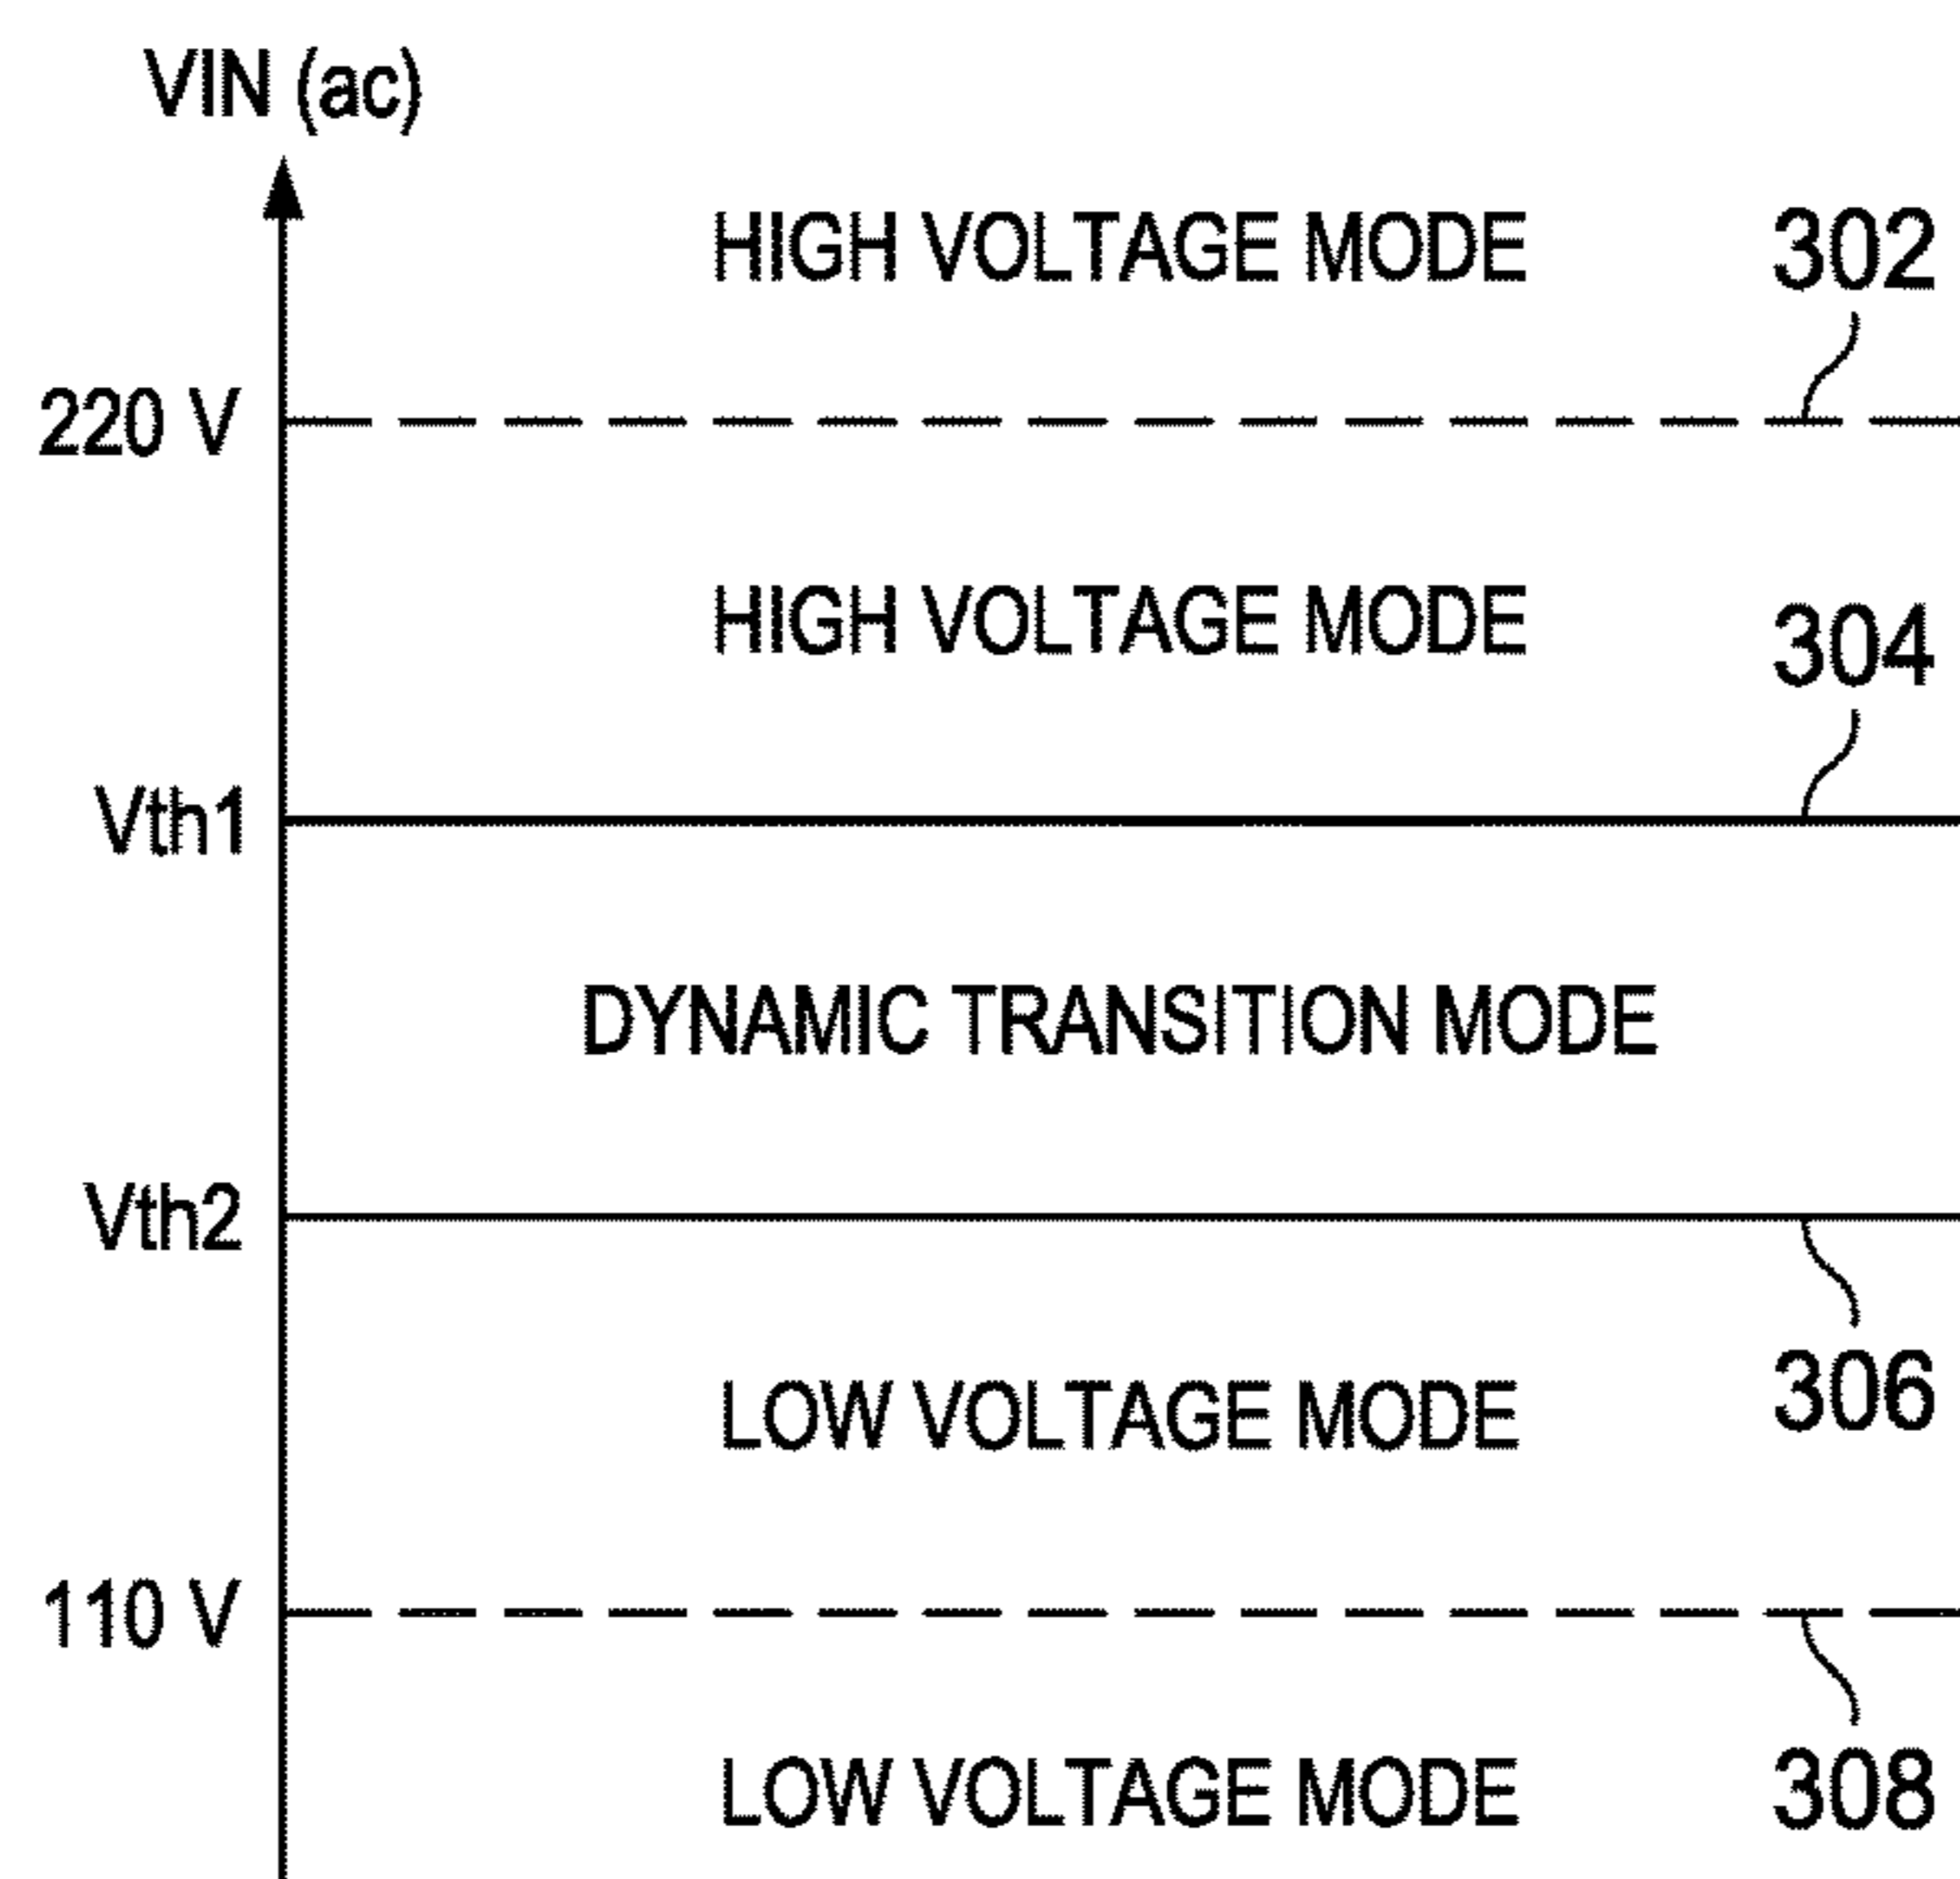 VIN (ac)
HIGH VOLTAGE MODE
302
220 V
HIGH VOLTAGE MODE
304
Vth1
DYNAMIC TRANSITION MODE
Vth2
LOW VOLTAGE MODE
306
110 V
LOW VOLTAGE MODE
308